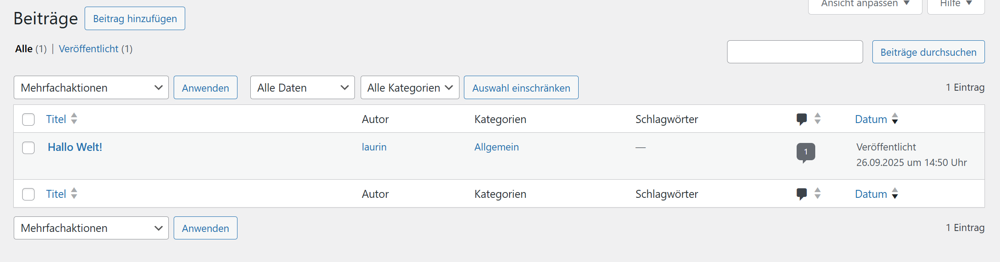 Ansicht anpassen ▼ Hilfe ▼
Beiträge Beitrag hinzufügen
Alle (1) | Veröffentlicht (1)
Beiträge durchsuchen
Mehrfachaktionen Anwenden Alle Daten Alle Kategorien Auswahl einschränken 1 Eintrag
Titel Autor Kategorien Schlagwörter Datum
Hallo Welt! laurin Allgemein — 1 Veröffentlicht
26.09.2025 um 14:50 Uhr
Titel Autor Kategorien Schlagwörter Datum
Mehrfachaktionen Anwenden 1 Eintrag